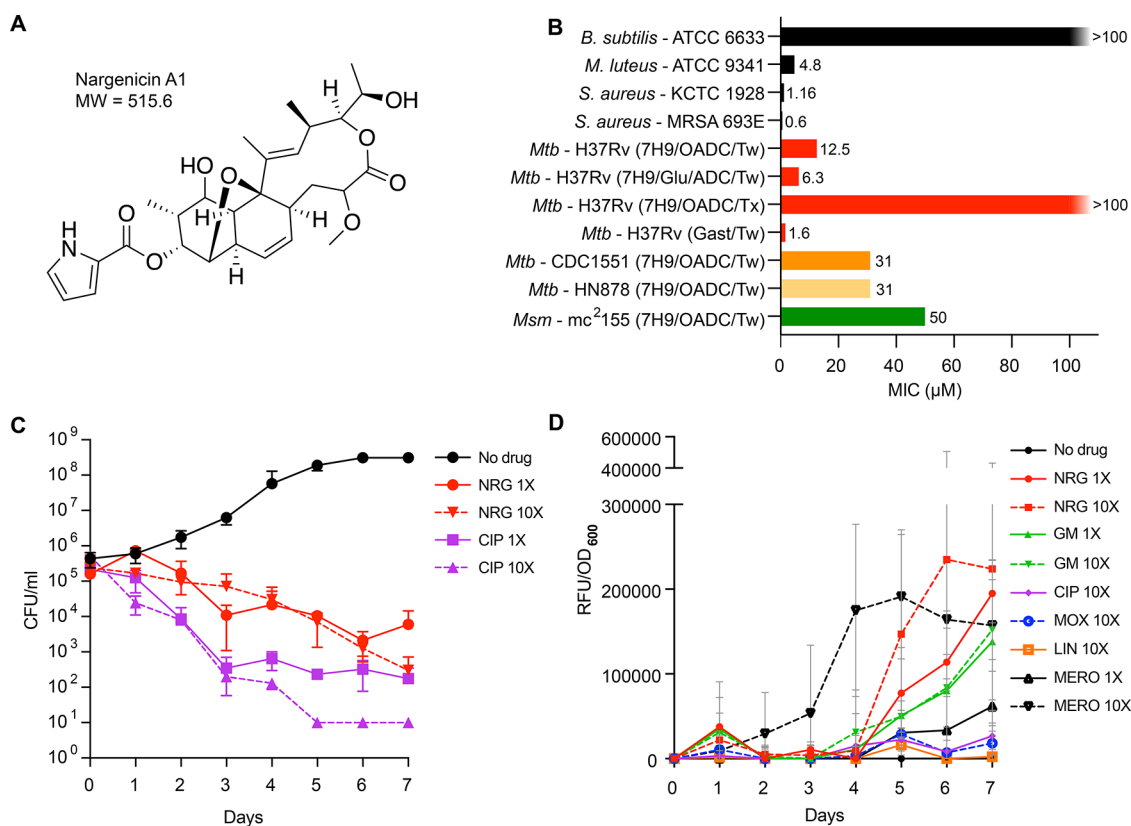 A
Nargenicin A1
MW = 515.6
HO
H
OH
O
O
O
H
H
H
O
NH
O
O
B
B. subtilis - ATCC 6633
>100
M. luteus - ATCC 9341
4.8
S. aureus - KCTC 1928
1.16
S. aureus - MRSA 693E
0.6
Mtb - H37Rv (7H9/OADC/Tw)
12.5
Mtb - H37Rv (7H9/Glu/ADC/Tw)
6.3
Mtb - H37Rv (7H9/OADC/Tx)
>100
Mtb - H37Rv (Gast/Tw)
1.6
Mtb - CDC1551 (7H9/OADC/Tw)
31
Mtb - HN878 (7H9/OADC/Tw)
31
Msm - mc²155 (7H9/OADC/Tw)
50
0 20 40 60 80 100
MIC (µM)
C
CFU/ml
10⁹
10⁸
10⁷
10⁶
10⁵
10⁴
10³
10²
10¹
10⁰
0 1 2 3 4 5 6 7
Days
No drug
NRG 1X
NRG 10X
CIP 1X
CIP 10X
D
RFU/OD₆₀₀
600000
400000
300000
200000
100000
0
0 1 2 3 4 5 6 7
Days
No drug
NRG 1X
NRG 10X
GM 1X
GM 10X
CIP 10X
MOX 10X
LIN 10X
MERO 1X
MERO 10X